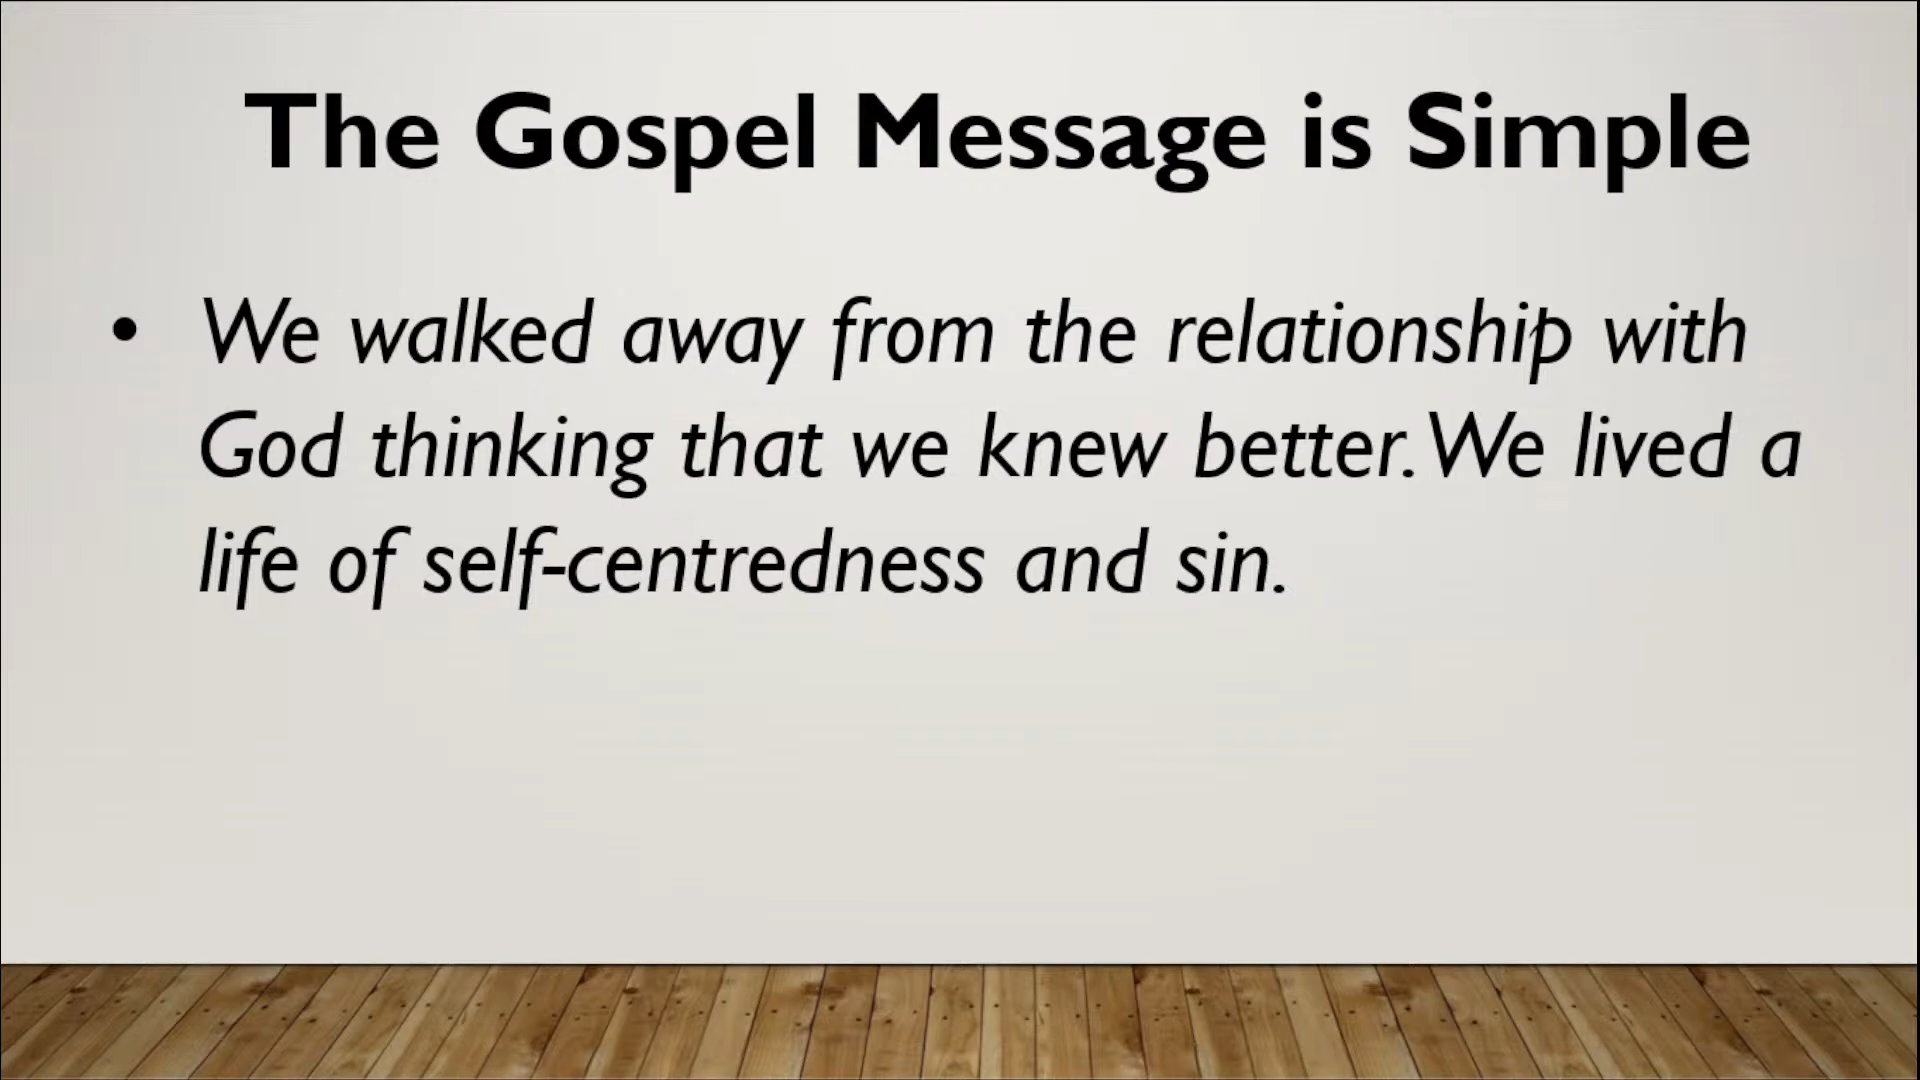 The Gospel Message is Simple
• We walked away from the relationship with
God thinking that we knew better. We lived a
life of self-centredness and sin.